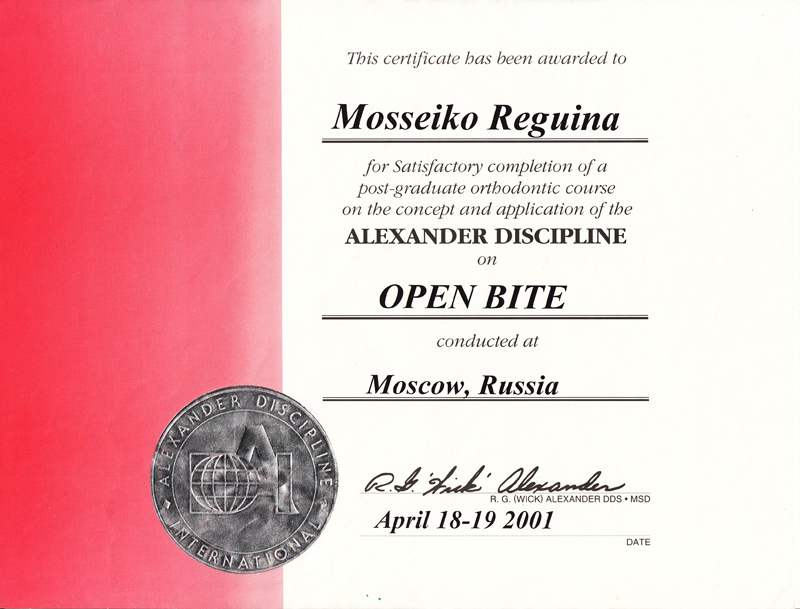 This certificate has been awarded to
Mosseiko Reguina
for Satisfactory completion of a
post-graduate orthodontic course
on the concept and application of the
ALEXANDER DISCIPLINE
on
OPEN BITE
conducted at
Moscow, Russia
ALEXANDER DISCIPLINE
INTERNATIONAL
R. G. 'Wick' Alexander
R. G. (WICK) ALEXANDER DDS • MSD
April 18-19 2001
DATE